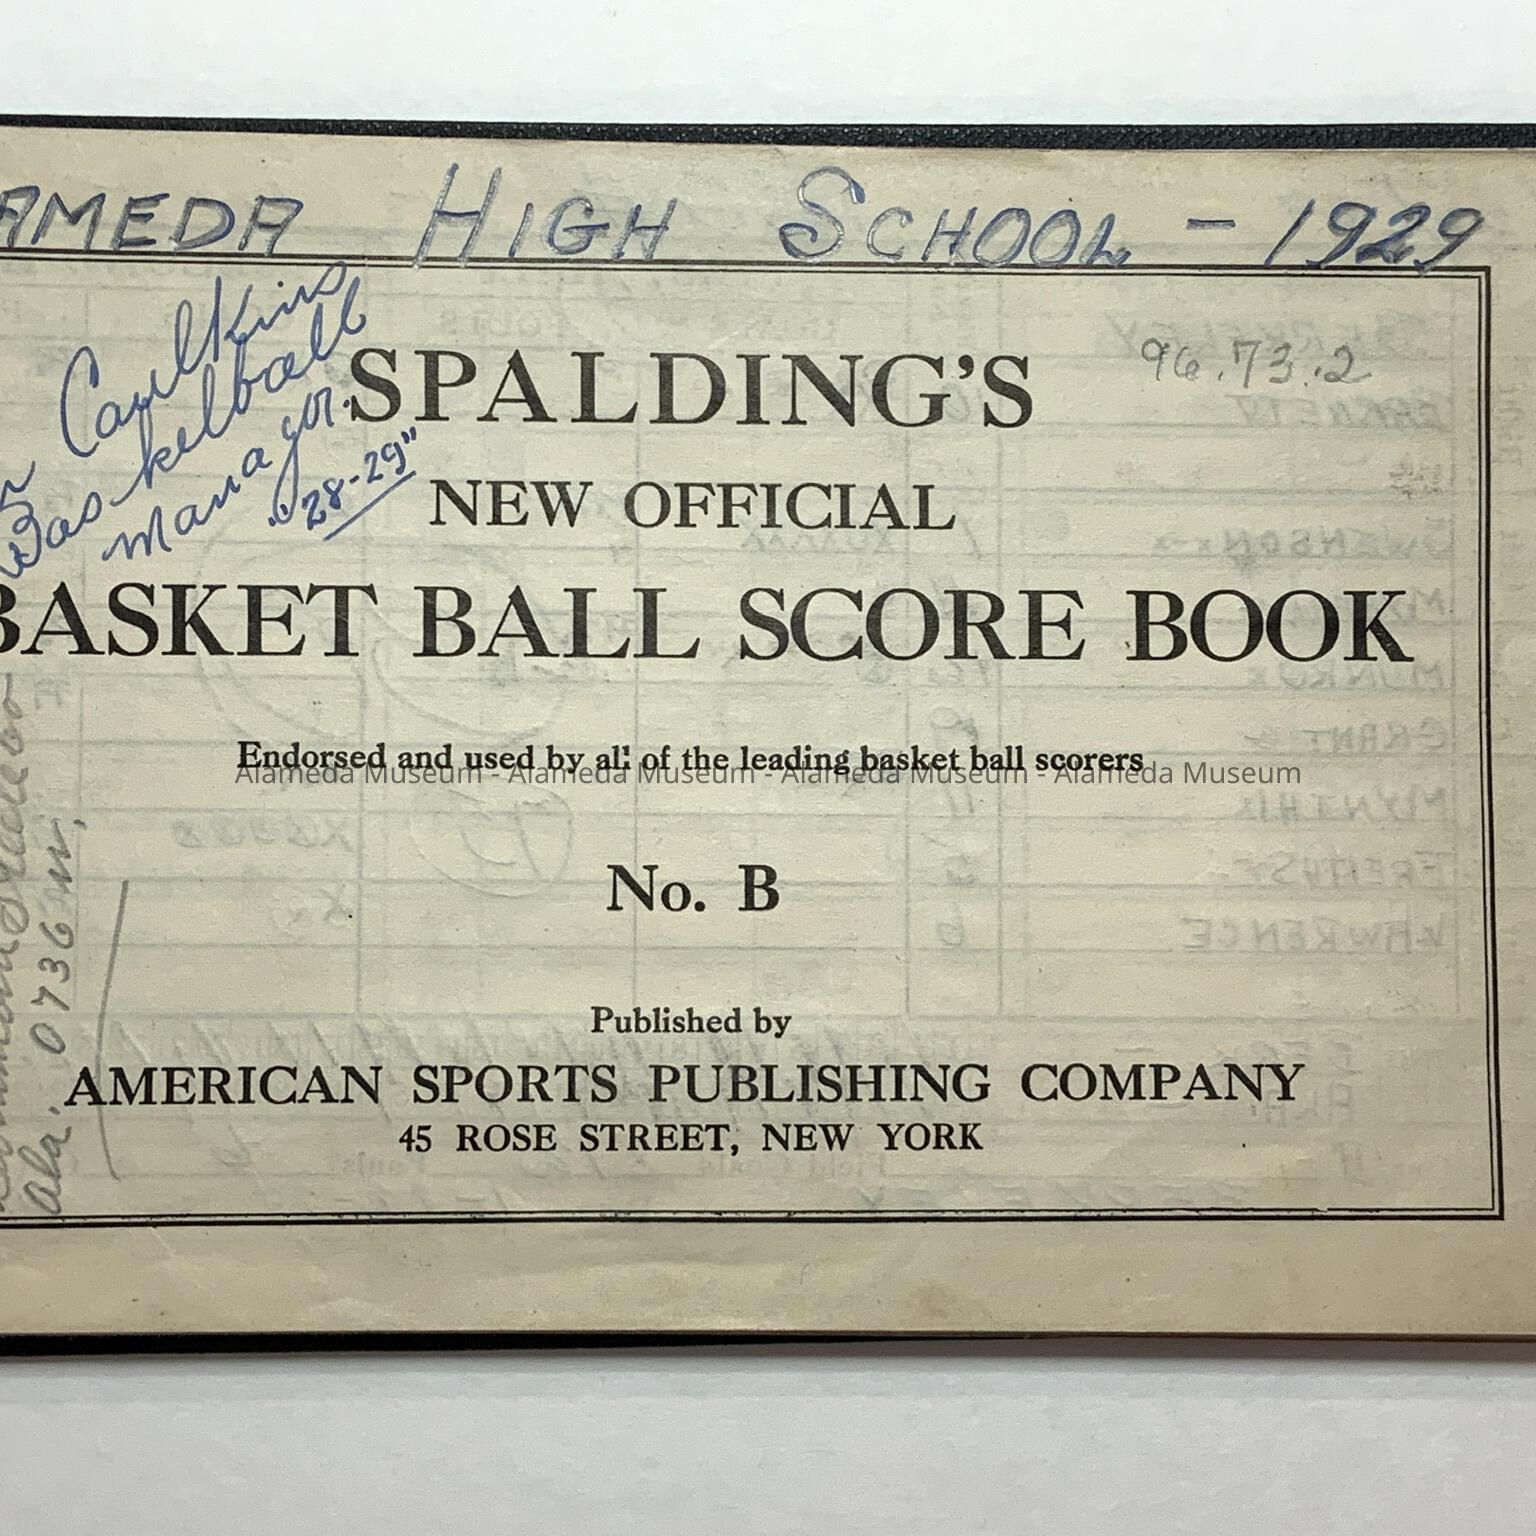 AMEDA HIGH SCHOOL - 1929
Caulkins
Basketball
Manager.
"28-29"
SPALDING'S
96.73.2
NEW OFFICIAL
BASKET BALL SCORE BOOK
Endorsed and used by all of the leading basket ball scorers
Alameda Museum - Alameda Museum - Alameda Museum - Alameda Museum
No. B
Published by
AMERICAN SPORTS PUBLISHING COMPANY
45 ROSE STREET, NEW YORK
Ala. 0736